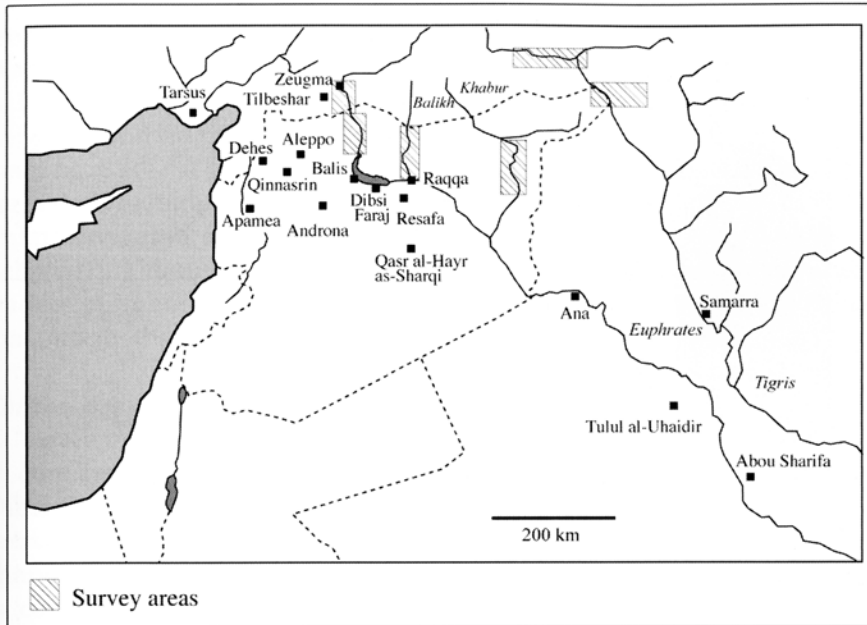 Zeugma
Tarsus
Tilbeshar
Balikh
Khabur
Dehes
Aleppo
Qinnasrin
Balis
Raqqa
Dibsi
Faraj
Resafa
Apamea
Androna
Qasr al-Hayr
as-Sharqi
Ana
Samarra
Euphrates
Tigris
Tulul al-Uhaidir
Abou Sharifa
200 km
Survey areas